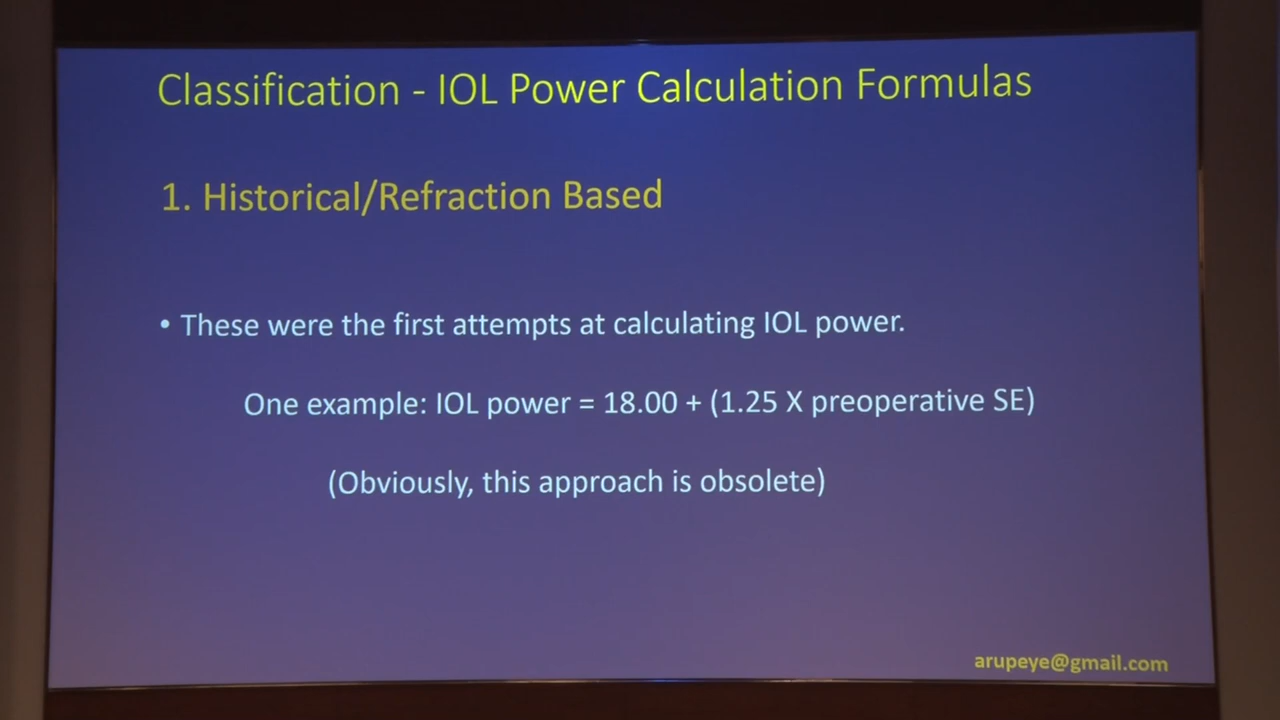 Classification - IOL Power Calculation Formulas
1. Historical/Refraction Based
• These were the first attempts at calculating IOL power.
One example: IOL power = 18.00 + (1.25 X preoperative SE)
(Obviously, this approach is obsolete)
arupeye@gmail.com